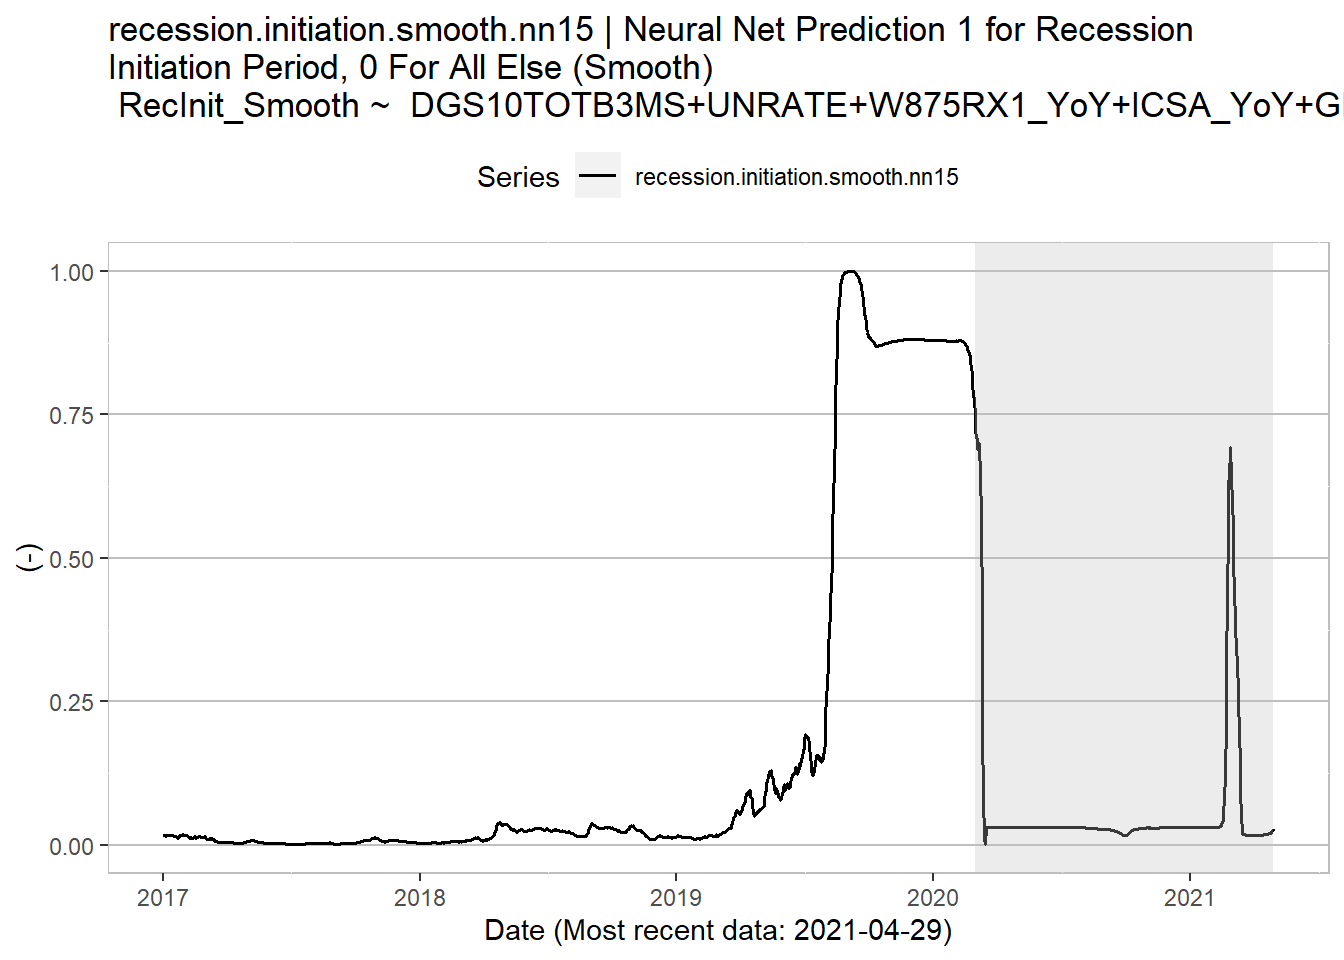 recession.initiation.smooth.nn15 | Neural Net Prediction 1 for Recession
Initiation Period, 0 For All Else (Smooth)
RecInit_Smooth ~ DGS10TOTB3MS+UNRATE+W875RX1_YoY+ICSA_YoY+G
Series
recession.initiation.smooth.nn15
1.00
0.75
0.50
0.25
0.00
(-)
2017
2018
2019
2020
2021
Date (Most recent data: 2021-04-29)